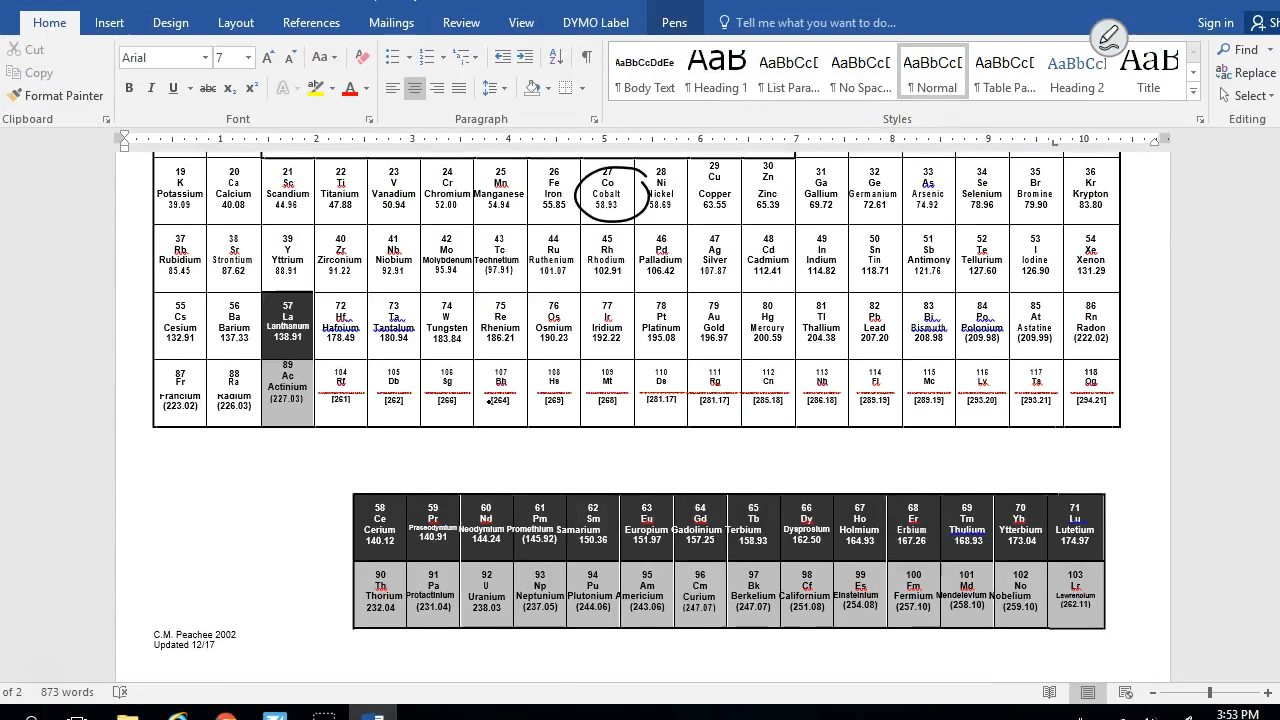 Home Insert Design Layout References Mailings Review View DYMO Label Pens Tell me what you want to do... Sign in
Cut
Copy
Format Painter
Arial 7
Aa
B I U abc X2 X2 A A
AaBbCcDdEe AaB AaBbCcD AaBbCcD AaBbCcD AaBbCcD AaBbCcD AaB
¶ Body Text ¶ Heading 1 ¶ List Para... ¶ No Spac... ¶ Normal ¶ Table Pa... Heading 2 Title
Find
Replace
Select
Clipboard Font Paragraph Styles Editing
2 3 4 5 6 7 8 9 10
19 20 21 22 23 24 25 26 27 28 29 30 31 32 33 34 35 36
K Ca Sc Ti V Cr Mn Fe Co Ni Cu Zn Ga Ge As Se Br Kr
Potassium Calcium Scandium Titanium Vanadium Chromium Manganese Iron Cobalt Nickel Copper Zinc Gallium Germanium Arsenic Selenium Bromine Krypton
39.09 40.08 44.96 47.88 50.94 52.00 54.94 55.85 58.93 58.69 63.55 65.39 69.72 72.61 74.92 78.96 79.90 83.80
37 38 39 40 41 42 43 44 45 46 47 48 49 50 51 52 53 54
Rb Sr Y Zr Nb Mo Tc Ru Rh Pd Ag Cd In Sn Sb Te I Xe
Rubidium Strontium Yttrium Zirconium Niobium Molybdenum Technetium Ruthenium Rhodium Palladium Silver Cadmium Indium Tin Antimony Tellurium Iodine Xenon
85.45 87.62 88.91 91.22 92.91 95.94 (97.91) 101.07 102.91 106.42 107.87 112.41 114.82 118.71 121.76 127.60 126.90 131.29
55 56 57 72 73 74 75 76 77 78 79 80 81 82 83 84 85 86
Cs Ba La Hf Ta W Re Os Ir Pt Au Hg Tl Pb Bi Po At Rn
Cesium Barium Lanthanum Hafnium Tantalum Tungsten Rhenium Osmium Iridium Platinum Gold Mercury Thallium Lead Bismuth Polonium Astatine Radon
132.91 137.33 138.91 178.49 180.94 183.84 186.21 190.23 192.22 195.08 196.97 200.59 204.38 207.20 208.98 (209.98) (209.99) (222.02)
87 88 89 104 105 106 107 108 109 110 111 112 113 114 115 116 117 118
Fr Ra Ac Rf Db Sg Bh Hs Mt Ds Rg Cn Nh Fl Mc Lv Ts Og
Francium Radium Actinium
(223.02) (226.03) (227.03) [261] [262] [266] [264] [269] [268] [281.17] [281.17] [285.18] [286.18] [289.19] [289.19] [293.20] [293.21] [294.21]
58 59 60 61 62 63 64 65 66 67 68 69 70 71
Ce Pr Nd Pm Sm Eu Gd Tb Dy Ho Er Tm Yb Lu
Cerium Praseodymium Neodymium Promethium Samarium Europium Gadolinium Terbium Dysprosium Holmium Erbium Thulium Ytterbium Lutetium
140.12 140.91 144.24 (145.92) 150.36 151.97 157.25 158.93 162.50 164.93 167.26 168.93 173.04 174.97
90 91 92 93 94 95 96 97 98 99 100 101 102 103
Th Pa U Np Pu Am Cm Bk Cf Es Fm Md No Lr
Thorium Protactinium Uranium Neptunium Plutonium Americium Curium Berkelium Californium Einsteinium Fermium Mendelevium Nobelium Lawrencium
232.04 (231.04) 238.03 (237.05) (244.06) (243.06) (247.07) (247.07) (251.08) (254.08) (257.10) (258.10) (259.10) (262.11)
C.M. Peachee 2002
Updated 12/17
of 2 873 words
3:53 PM